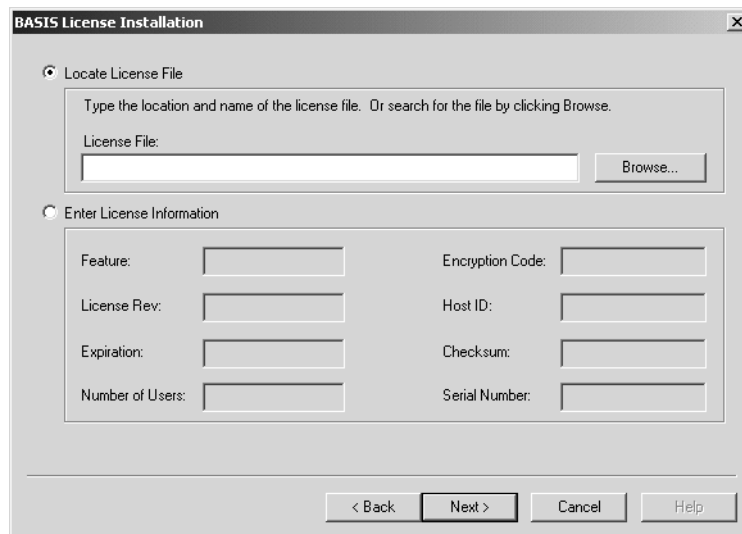 BASIS License Installation
Locate License File
Type the location and name of the license file. Or search for the file by clicking Browse.
License File:
Browse...
Enter License Information
Feature:
Encryption Code:
License Rev:
Host ID:
Expiration:
Checksum:
Number of Users:
Serial Number:
< Back
Next >
Cancel
Help